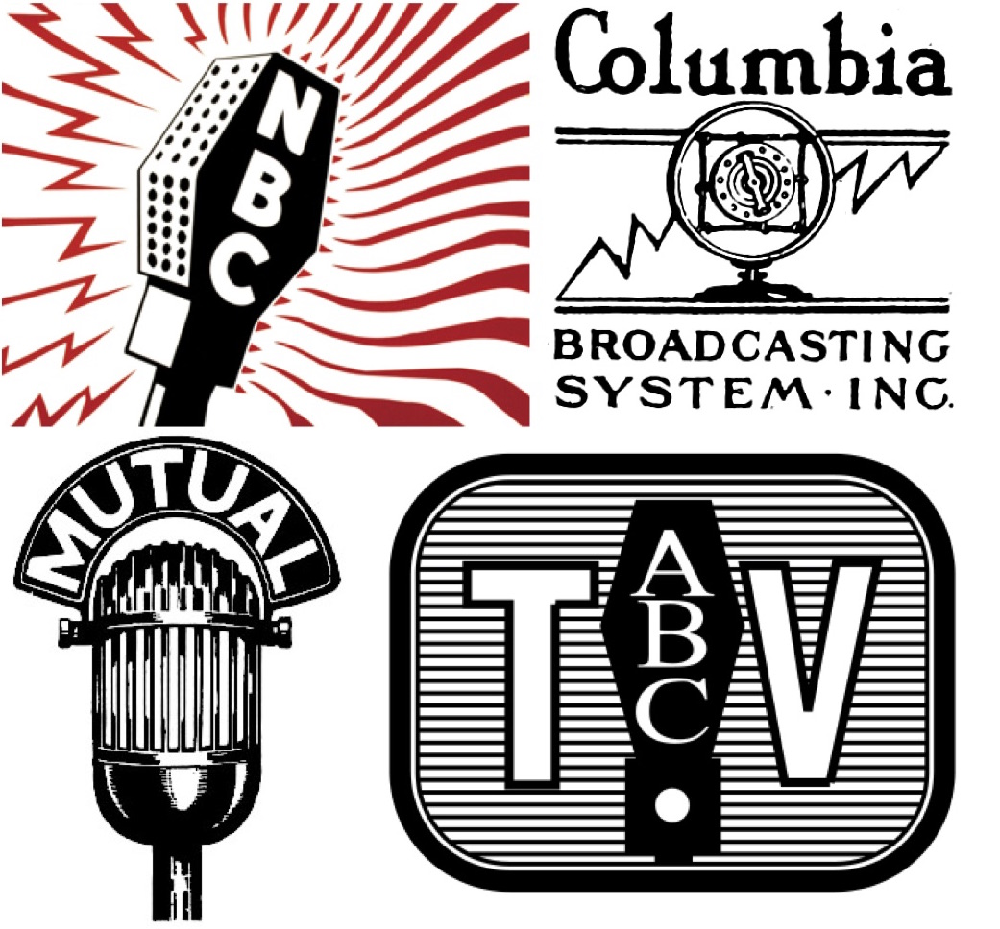 NBC
Columbia
BROADCASTING
SYSTEM · INC.
MUTUAL
T ABC V